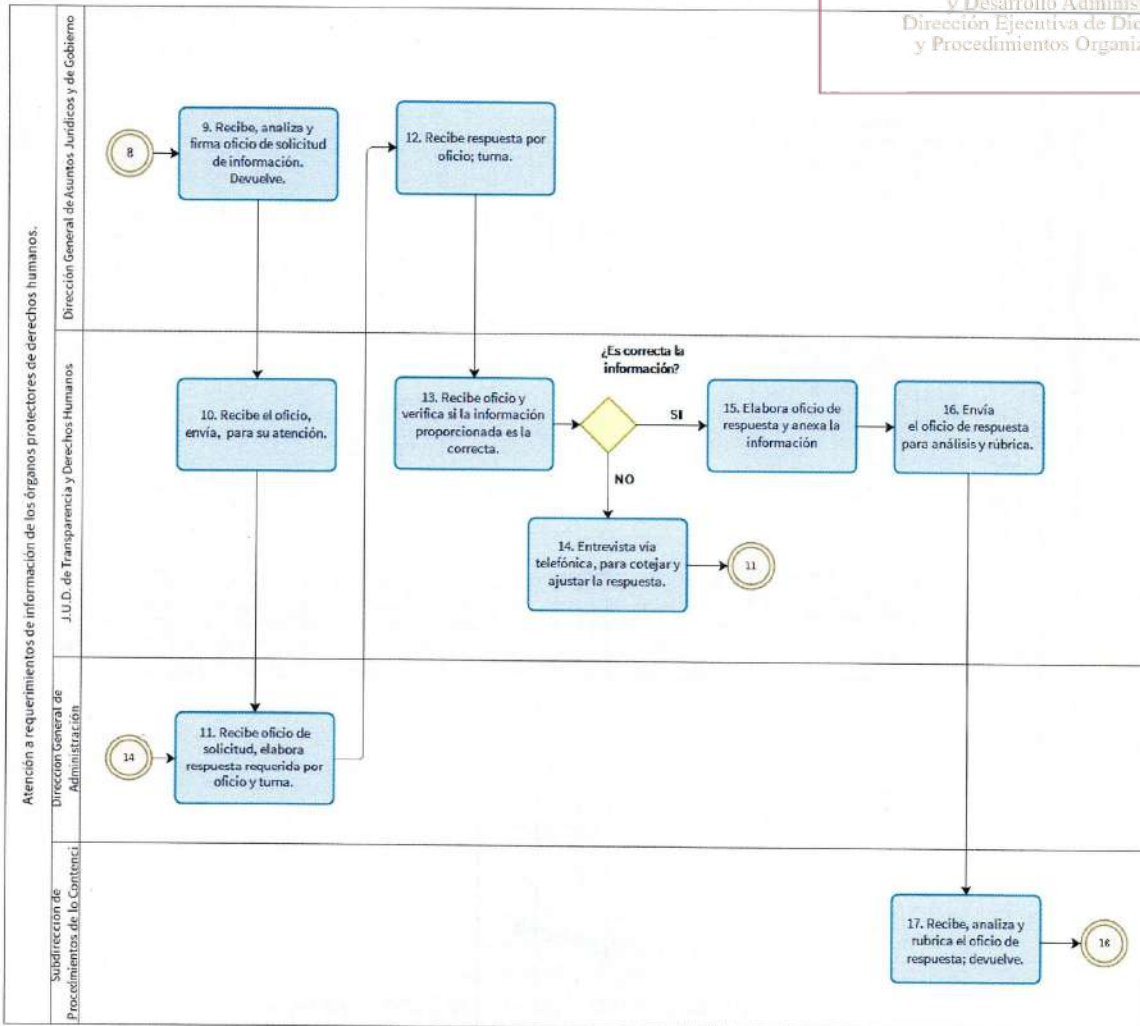 y Desarrollo Adminis
Dirección Ejecutiva de Dic
y Procedimientos Organiz
Atención a requerimientos de información de los órganos protectores de derechos humanos.
Dirección General de Asuntos Jurídicos y de Gobierno
8
9. Recibe, analiza y
firma oficio de solicitud
de información.
Devuelve.
12. Recibe respuesta por
oficio; turna.
J.U.D. de Transparencia y Derechos Humanos
10. Recibe el oficio,
envía, para su atención.
13. Recibe oficio y
verifica si la información
proporcionada es la
correcta.
¿Es correcta la
información?
SI
NO
15. Elabora oficio de
respuesta y anexa la
información
16. Envía
el oficio de respuesta
para análisis y rúbrica.
14. Entrevista vía
telefónica, para cotejar y
ajustar la respuesta.
11
Dirección General de
Administración
14
11. Recibe oficio de
solicitud, elabora
respuesta requerida por
oficio y turna.
Subdirección de
Procedimientos de lo Contenci
17. Recibe, analiza y
rubrica el oficio de
respuesta; devuelve.